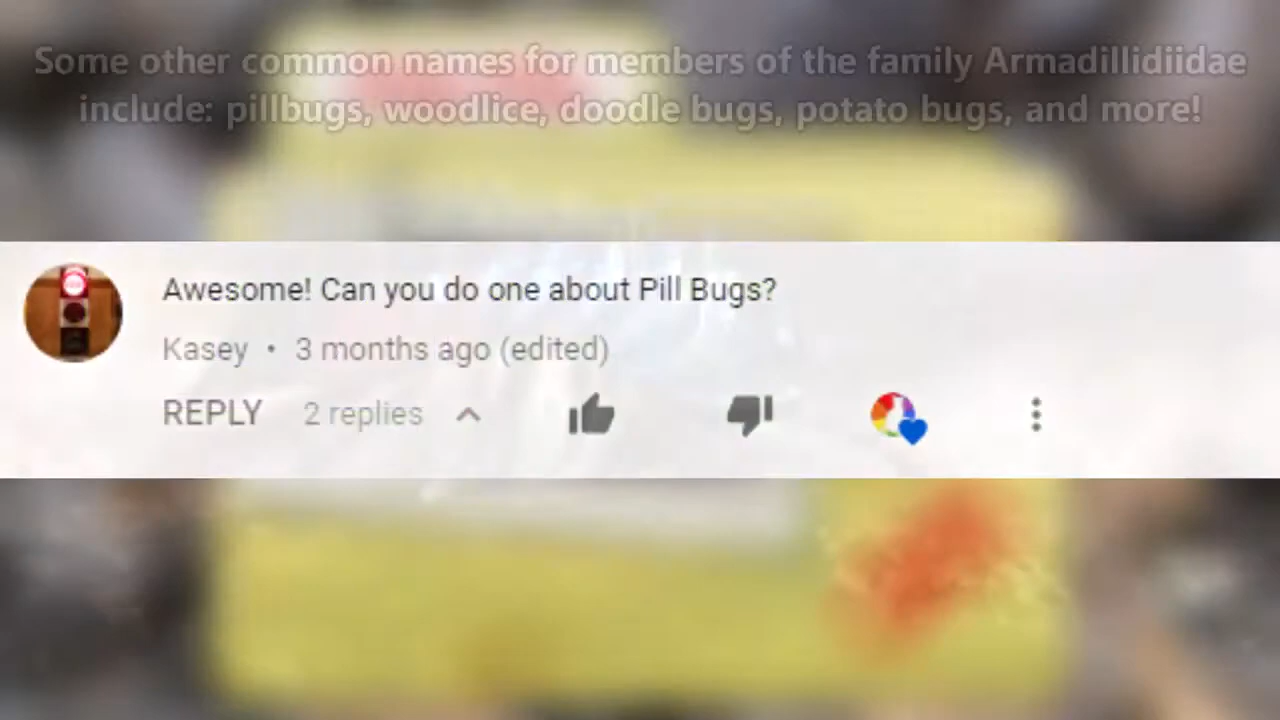 Some other common names for members of the family Armadillidiidae
include: pillbugs, woodlice, doodle bugs, potato bugs, and more!
Awesome! Can you do one about Pill Bugs?
Kasey • 3 months ago (edited)
REPLY 2 replies